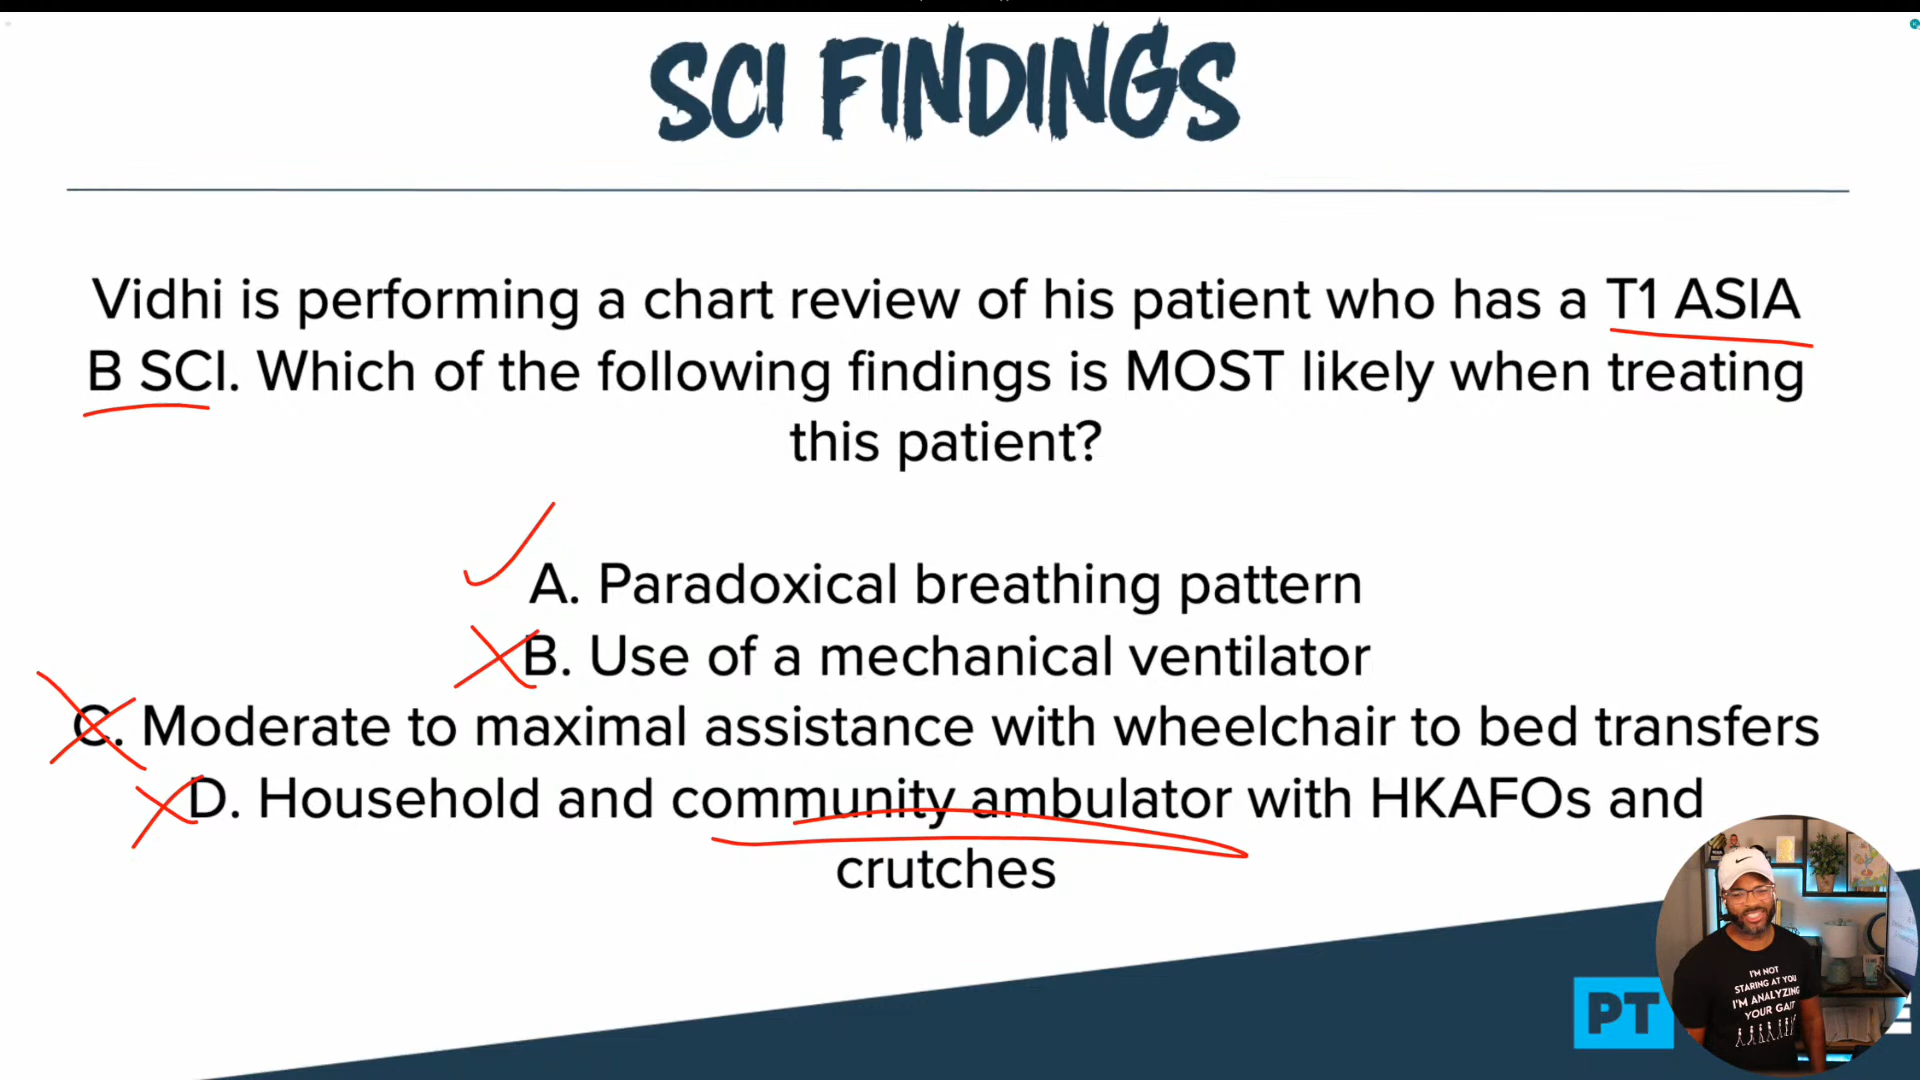 SCI FINDINGS
Vidhi is performing a chart review of his patient who has a T1 ASIA
B SCI. Which of the following findings is MOST likely when treating
this patient?
A. Paradoxical breathing pattern
B. Use of a mechanical ventilator
C. Moderate to maximal assistance with wheelchair to bed transfers
D. Household and community ambulator with HKAFOs and
crutches
I'M NOT
STARING AT YOU
I'M ANALYZING
YOUR GAIT
PT